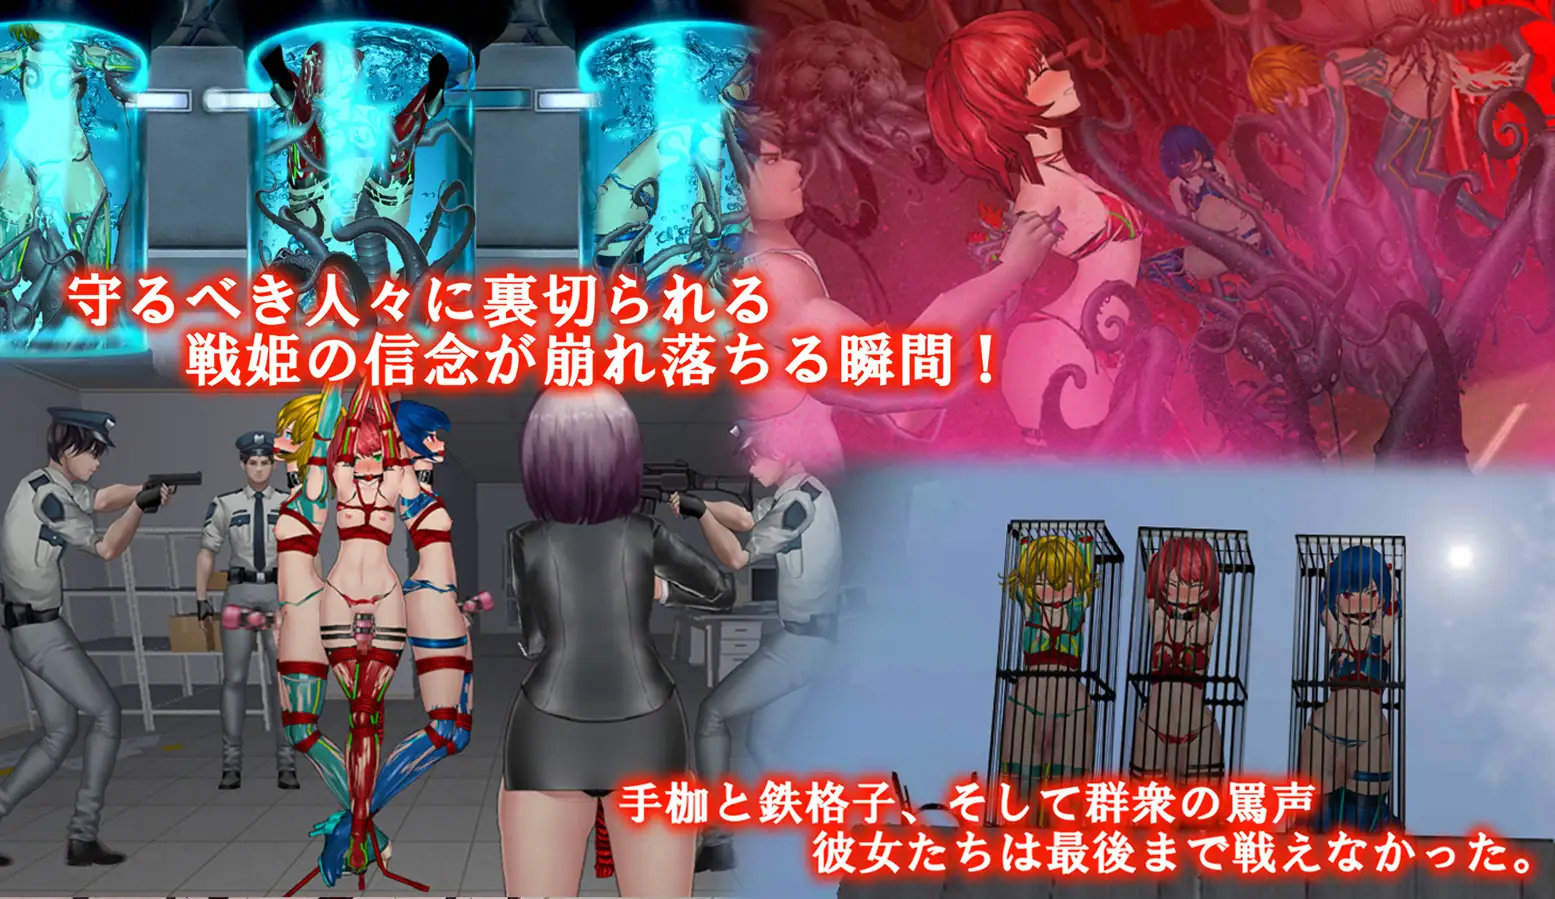 守るべき人々に裏切られる
戦姫の信念が崩れ落ちる瞬間！
手枷と鉄格子、そして群衆の罵声
彼女たちは最後まで戦えなかった。